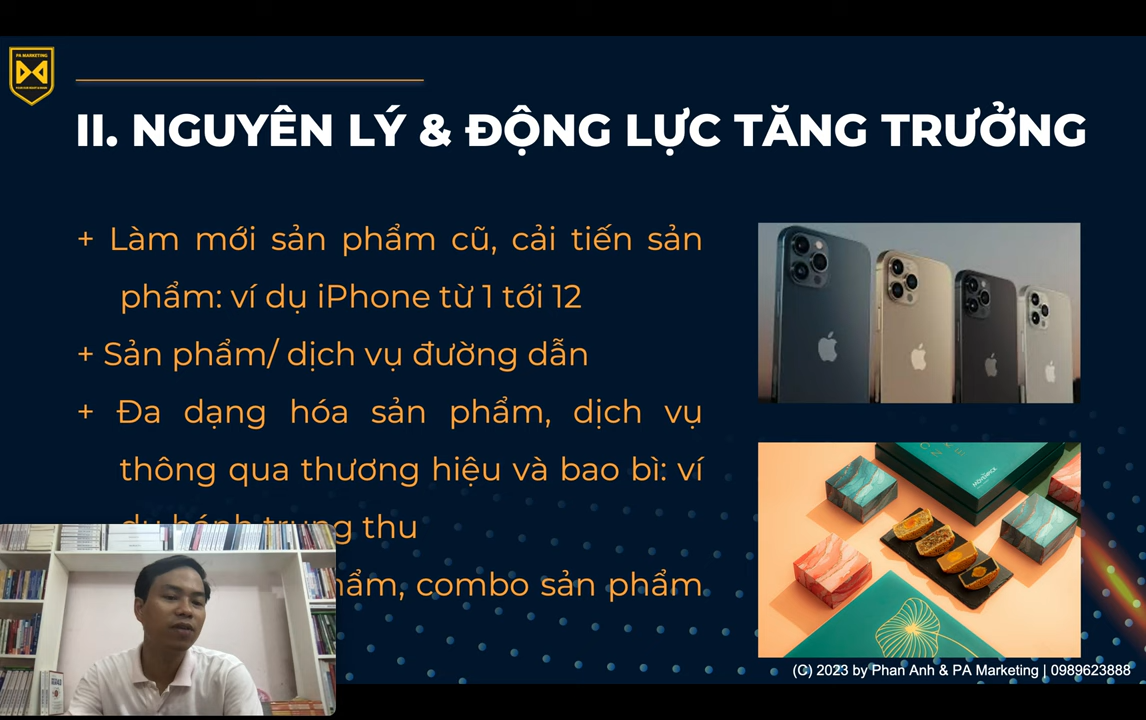 PA MARKETING
II. NGUYÊN LÝ & ĐỘNG LỰC TĂNG TRƯỞNG
+ Làm mới sản phẩm cũ, cải tiến sản
phẩm: ví dụ iPhone từ 1 tới 12
+ Sản phẩm/ dịch vụ đường dẫn
+ Đa dạng hóa sản phẩm, dịch vụ
thông qua thương hiệu và bao bì: ví
dụ bánh trung thu
combo sản phẩm
(C) 2023 by Phan Anh & PA Marketing | 0989623888